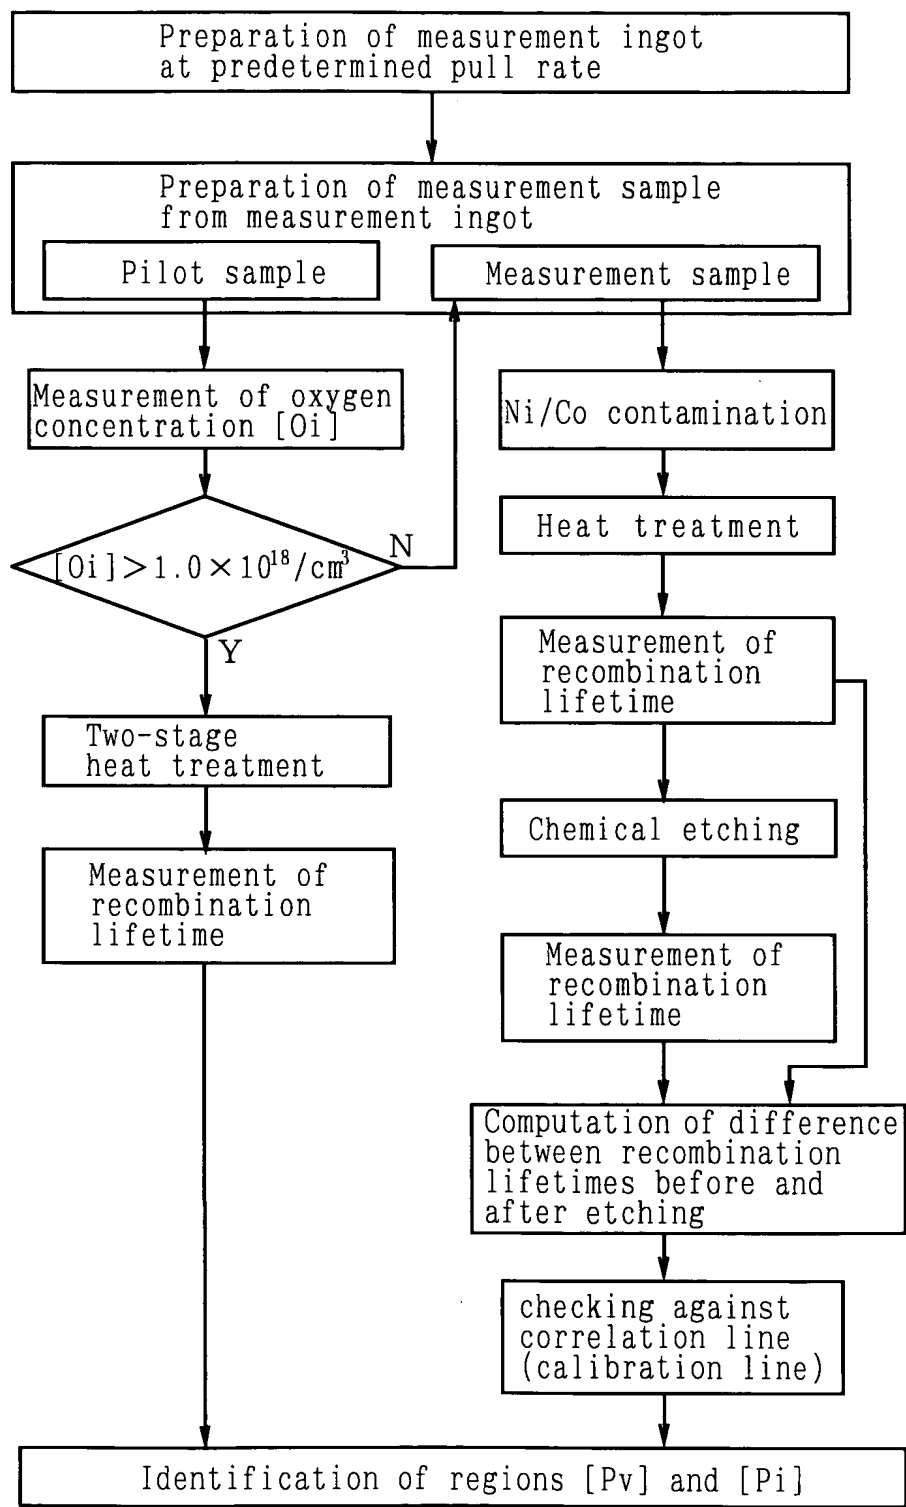 Preparation of measurement ingot
at predetermined pull rate
Preparation of measurement sample
from measurement ingot
Pilot sample
Measurement sample
Measurement of oxygen
concentration [Oi]
[Oi]>1.0×10¹⁸/cm³
N
Y
Two-stage
heat treatment
Measurement of
recombination
lifetime
Ni/Co contamination
Heat treatment
Measurement of
recombination
lifetime
Chemical etching
Measurement of
recombination
lifetime
Computation of difference
between recombination
lifetimes before and
after etching
checking against
correlation line
(calibration line)
Identification of regions [Pv] and [Pi]